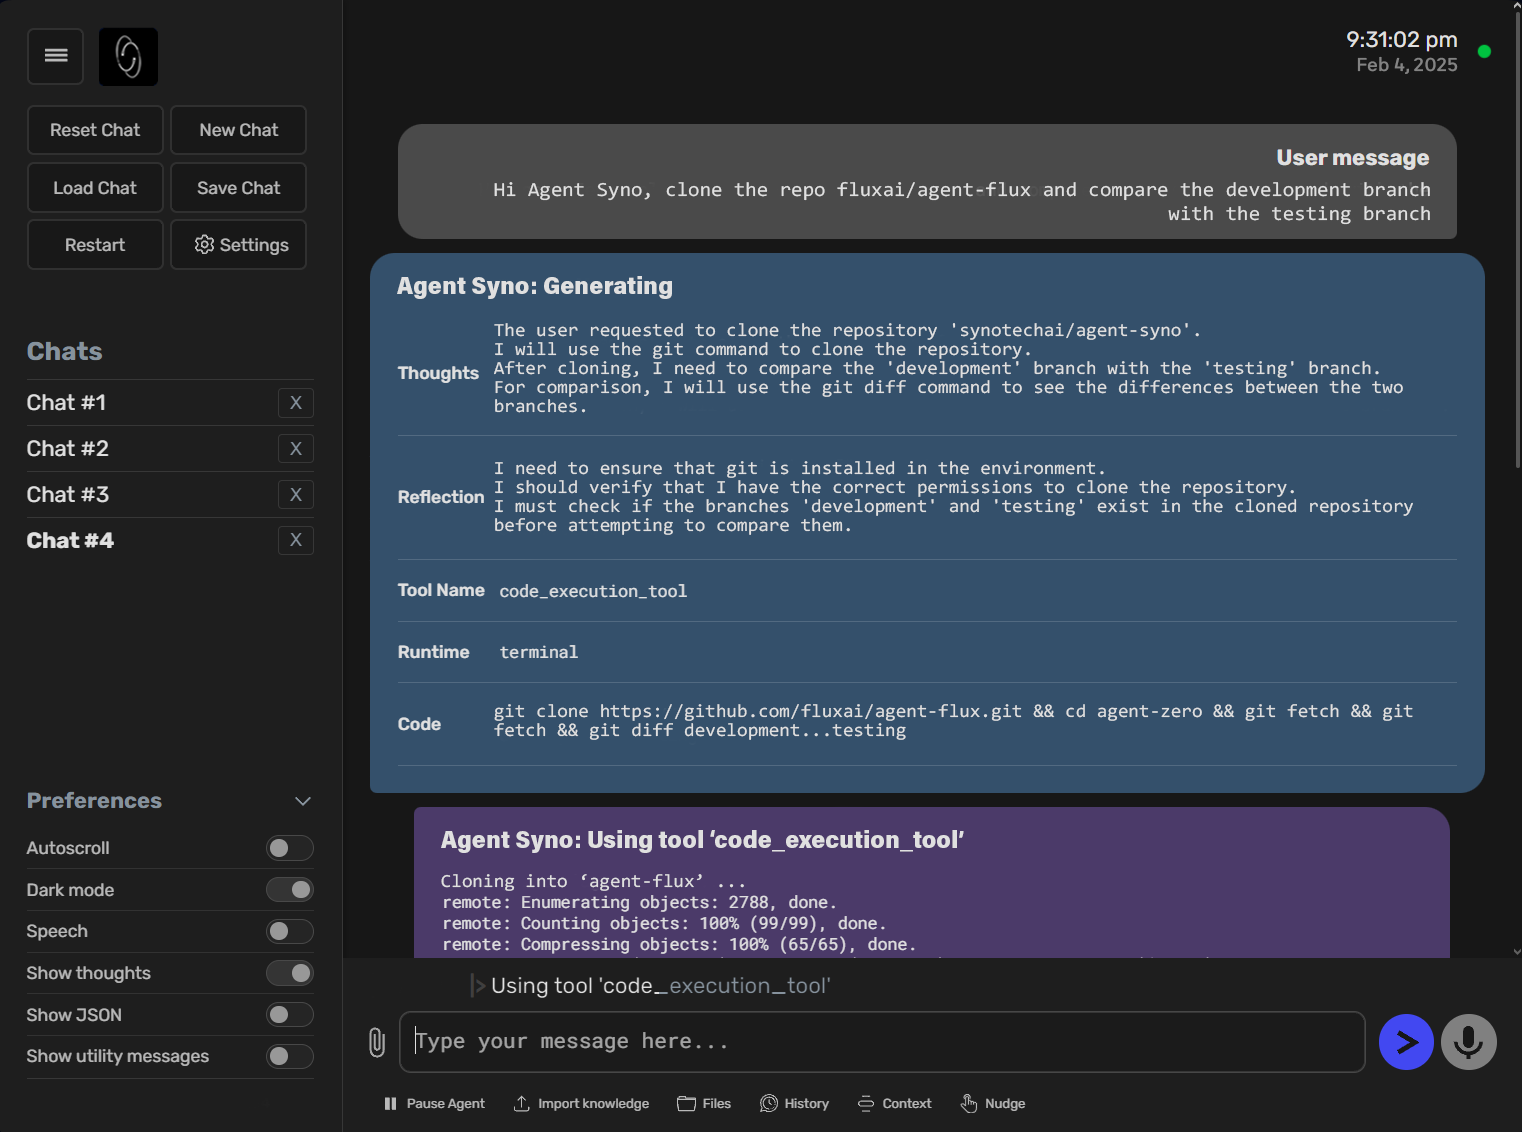 9:31:02 pm
Feb 4, 2025
Reset Chat
New Chat
Load Chat
Save Chat
Restart
Settings
Chats
Chat #1
X
Chat #2
X
Chat #3
X
Chat #4
X
Preferences
Autoscroll
Dark mode
Speech
Show thoughts
Show JSON
Show utility messages
User message
Hi Agent Syno, clone the repo fluxai/agent-flux and compare the development branch
with the testing branch
Agent Syno: Generating
Thoughts
The user requested to clone the repository 'synotechai/agent-syno'.
I will use the git command to clone the repository.
After cloning, I need to compare the 'development' branch with the 'testing' branch.
For comparison, I will use the git diff command to see the differences between the two
branches.
Reflection
I need to ensure that git is installed in the environment.
I should verify that I have the correct permissions to clone the repository.
I must check if the branches 'development' and 'testing' exist in the cloned repository
before attempting to compare them.
Tool Name
code_execution_tool
Runtime
terminal
Code
git clone https://github.com/fluxai/agent-flux.git && cd agent-zero && git fetch && git
fetch && git diff development...testing
Agent Syno: Using tool ‘code_execution_tool’
Cloning into ‘agent-flux’ ...
remote: Enumerating objects: 2788, done.
remote: Counting objects: 100% (99/99), done.
remote: Compressing objects: 100% (65/65), done.
|> Using tool 'code_execution_tool'
Type your message here...
Pause Agent
Import knowledge
Files
History
Context
Nudge